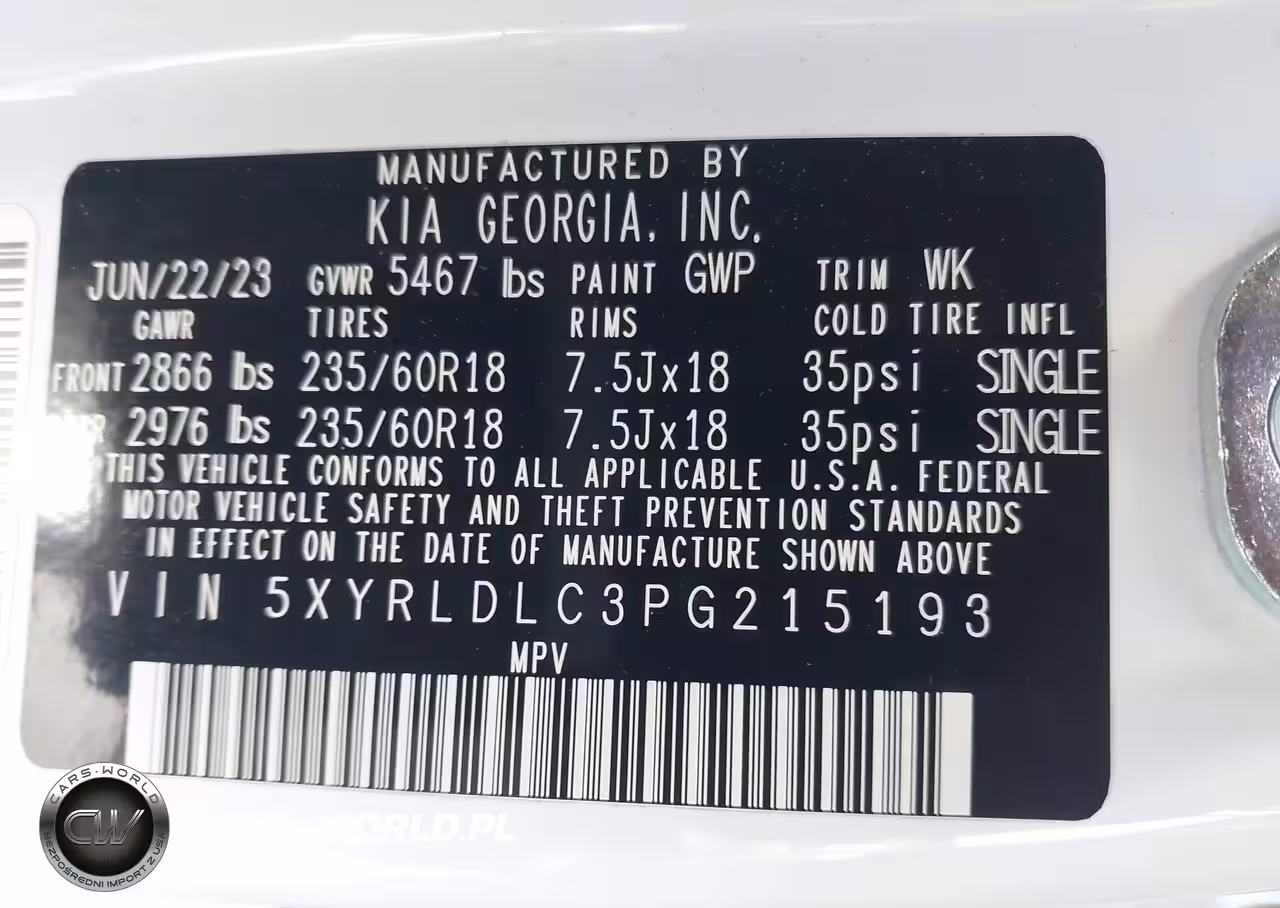 MANUFACTURED BY
KIA GEORGIA, INC.
JUN/22/23 GVWR 5467 lbs PAINT GWP TRIM WK
GAWR TIRES RIMS COLD TIRE INFL
FRONT 2866 lbs 235/60R18 7.5Jx18 35psi SINGLE
2976 lbs 235/60R18 7.5Jx18 35psi SINGLE
THIS VEHICLE CONFORMS TO ALL APPLICABLE U.S.A. FEDERAL
MOTOR VEHICLE SAFETY AND THEFT PREVENTION STANDARDS
IN EFFECT ON THE DATE OF MANUFACTURE SHOWN ABOVE
VIN 5XYRLDLC3PG215193
MPV
CARS-WORLD
CW
BEZPOŚREDNI IMPORT Z USA
WORLD.PL